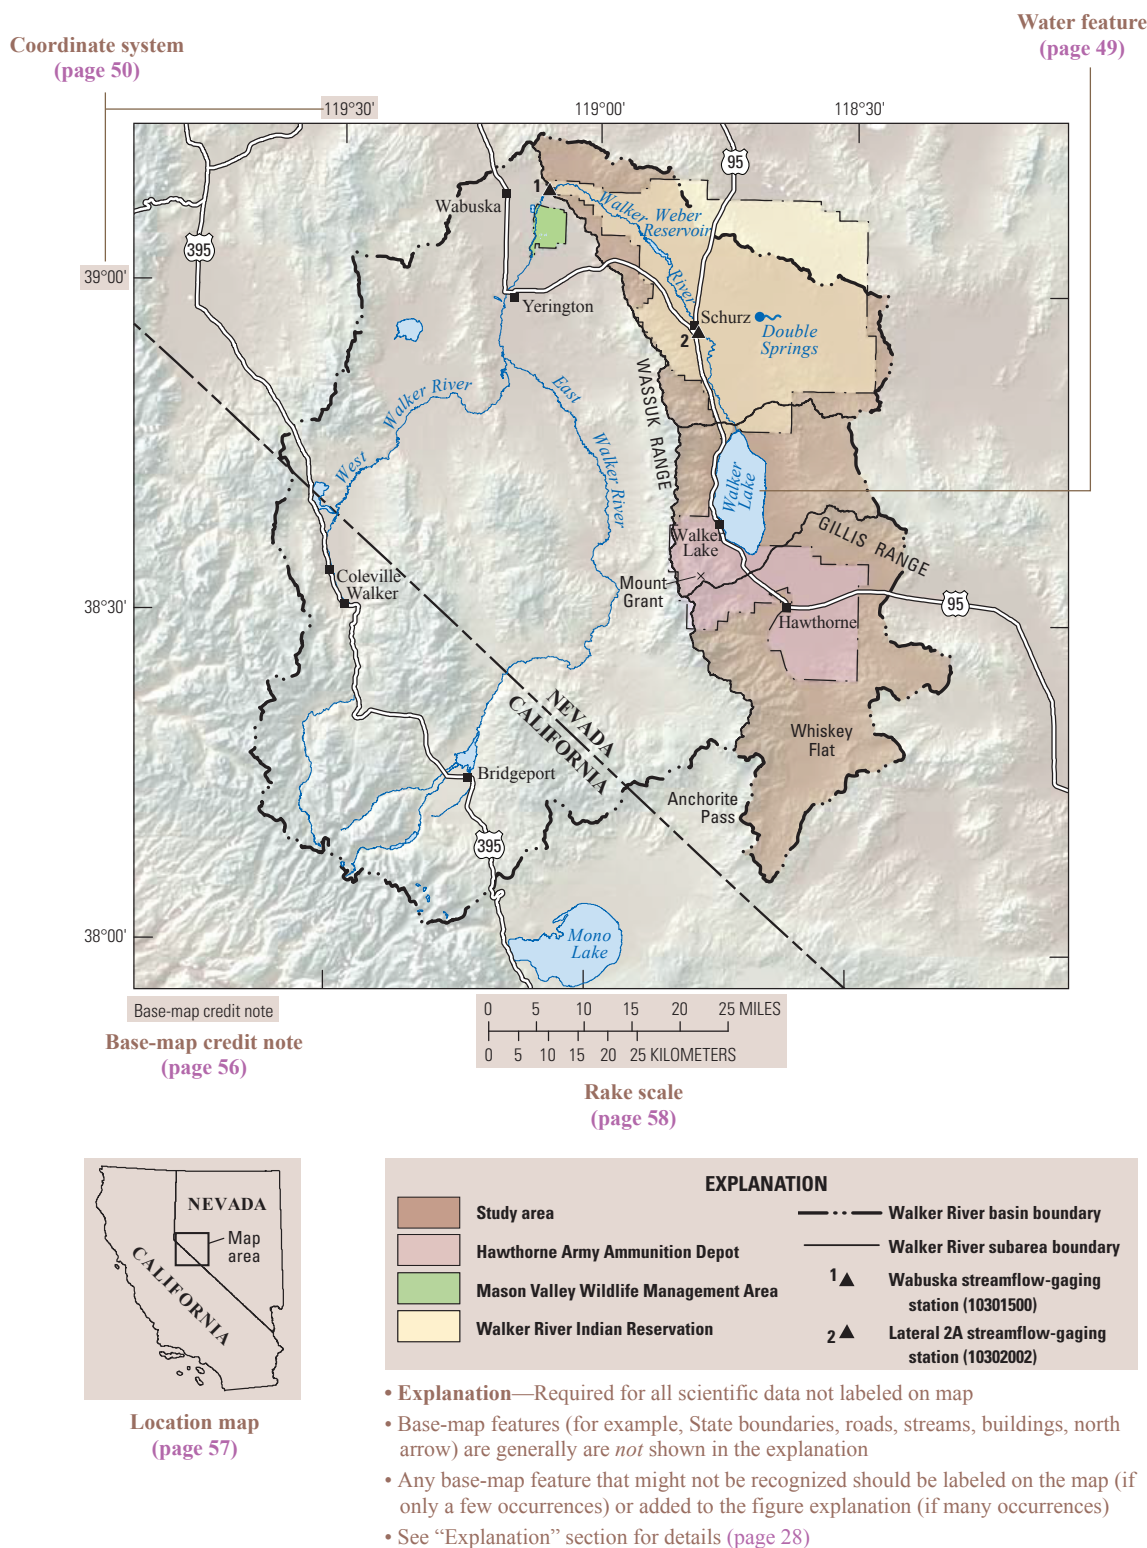 Coordinate system
(page 50)
Water feature
(page 49)
119°30'
119°00'
118°30'
95
1
Wabuska
Walker
River
Weber
Reservoir
395
39°00'
Yerington
Schurz
2
Double
Springs
WASSUK RANGE
West
Walker River
East
Walker River
Walker
Lake
Walker
Lake
GILLIS RANGE
Mount
Grant
Coleville
Walker
38°30'
95
Hawthorne
NEVADA
CALIFORNIA
Whiskey
Flat
Bridgeport
Anchorite
Pass
395
38°00'
Mono
Lake
Base-map credit note
Base-map credit note
(page 56)
0 5 10 15 20 25 MILES
0 5 10 15 20 25 KILOMETERS
Rake scale
(page 58)
NEVADA
CALIFORNIA
Map
area
Location map
(page 57)
EXPLANATION
Study area
Hawthorne Army Ammunition Depot
Mason Valley Wildlife Management Area
Walker River Indian Reservation
Walker River basin boundary
Walker River subarea boundary
1 Wabuska streamflow-gaging
station (10301500)
2 Lateral 2A streamflow-gaging
station (10302002)
• Explanation—Required for all scientific data not labeled on map
• Base-map features (for example, State boundaries, roads, streams, buildings, north
arrow) are generally are not shown in the explanation
• Any base-map feature that might not be recognized should be labeled on the map (if
only a few occurrences) or added to the figure explanation (if many occurrences)
• See “Explanation” section for details (page 28)